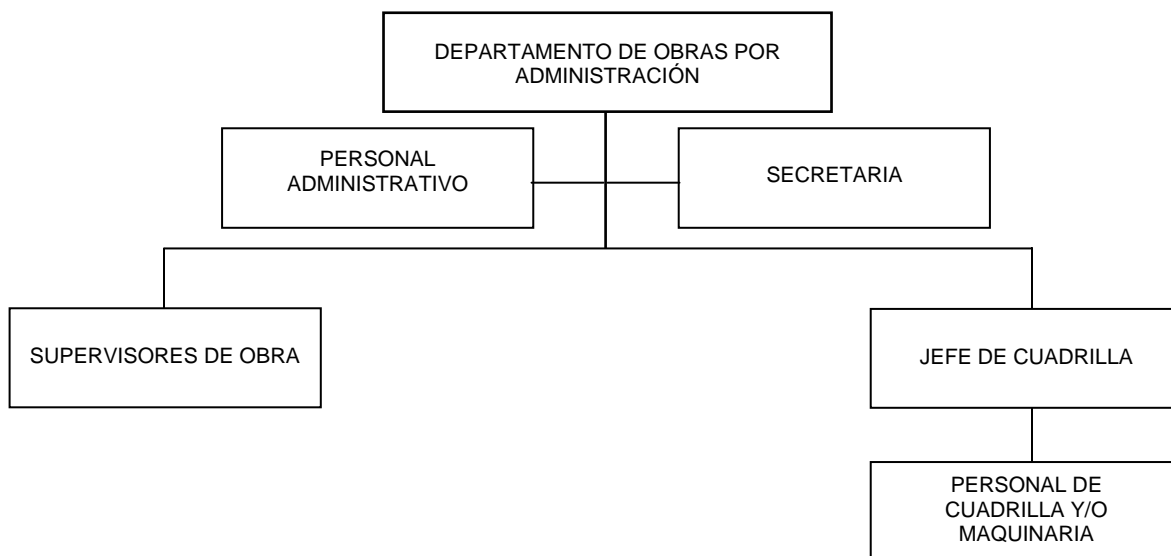 DEPARTAMENTO DE OBRAS POR
ADMINISTRACIÓN
PERSONAL
ADMINISTRATIVO
SECRETARIA
SUPERVISORES DE OBRA
JEFE DE CUADRILLA
PERSONAL DE
CUADRILLA Y/O
MAQUINARIA